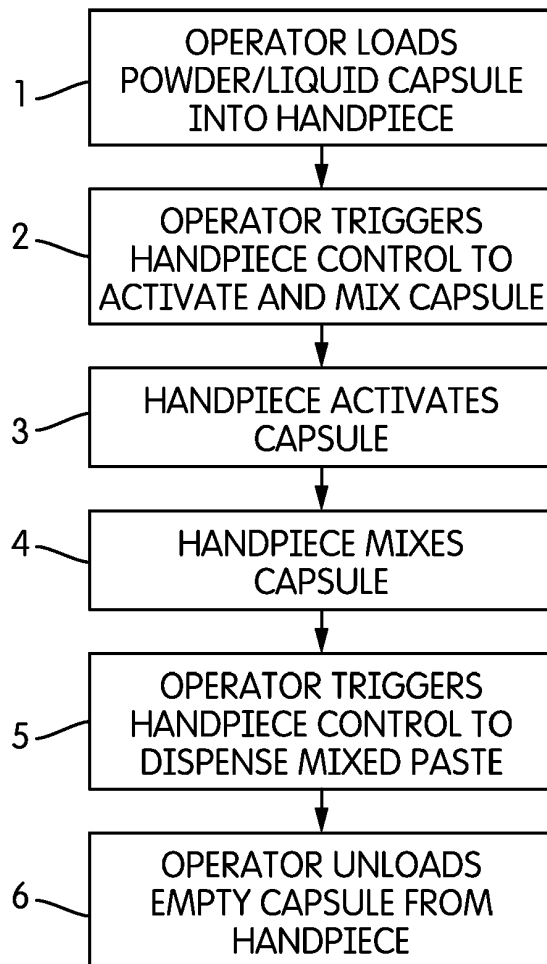 1
OPERATOR LOADS
POWDER/LIQUID CAPSULE
INTO HANDPIECE
2
OPERATOR TRIGGERS
HANDPIECE CONTROL TO
ACTIVATE AND MIX CAPSULE
3
HANDPIECE ACTIVATES
CAPSULE
4
HANDPIECE MIXES
CAPSULE
5
OPERATOR TRIGGERS
HANDPIECE CONTROL TO
DISPENSE MIXED PASTE
6
OPERATOR UNLOADS
EMPTY CAPSULE FROM
HANDPIECE